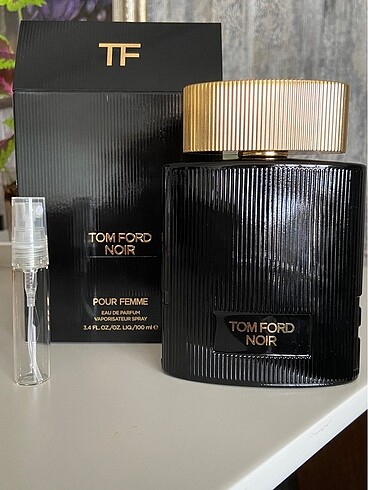 TF
TOM FORD
NOIR
POUR FEMME
EAU DE PARFUM
VAPORISATEUR SPRAY
3.4 FL.OZ./OZ. LIQ./100 ml ℮
TOM FORD
NOIR